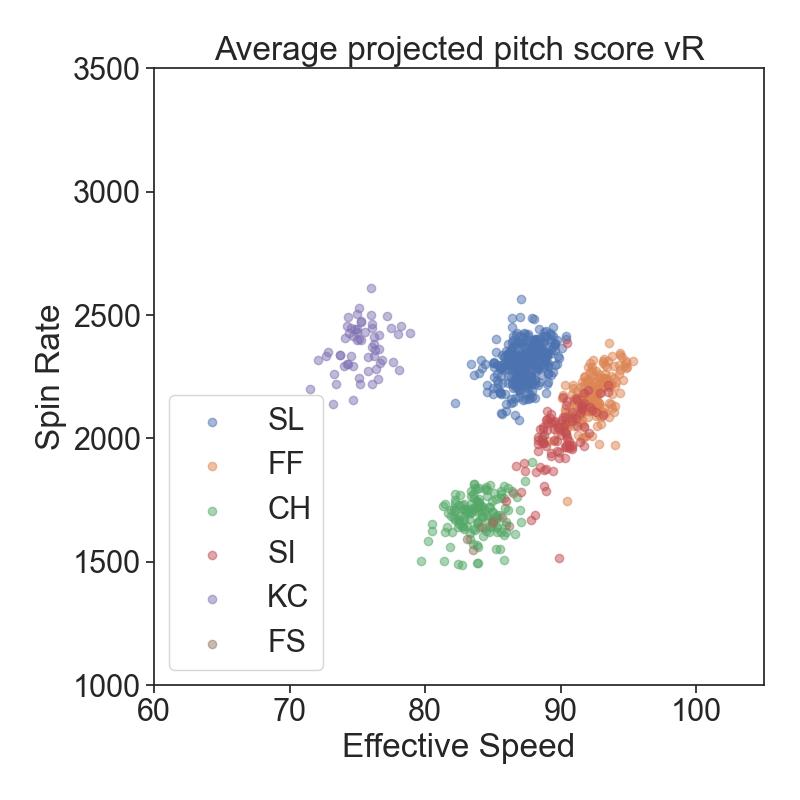 Average projected pitch score vR
3500
3000
2500
2000
1500
1000
Spin Rate
SL
FF
CH
SI
KC
FS
60
70
80
90
100
Effective Speed